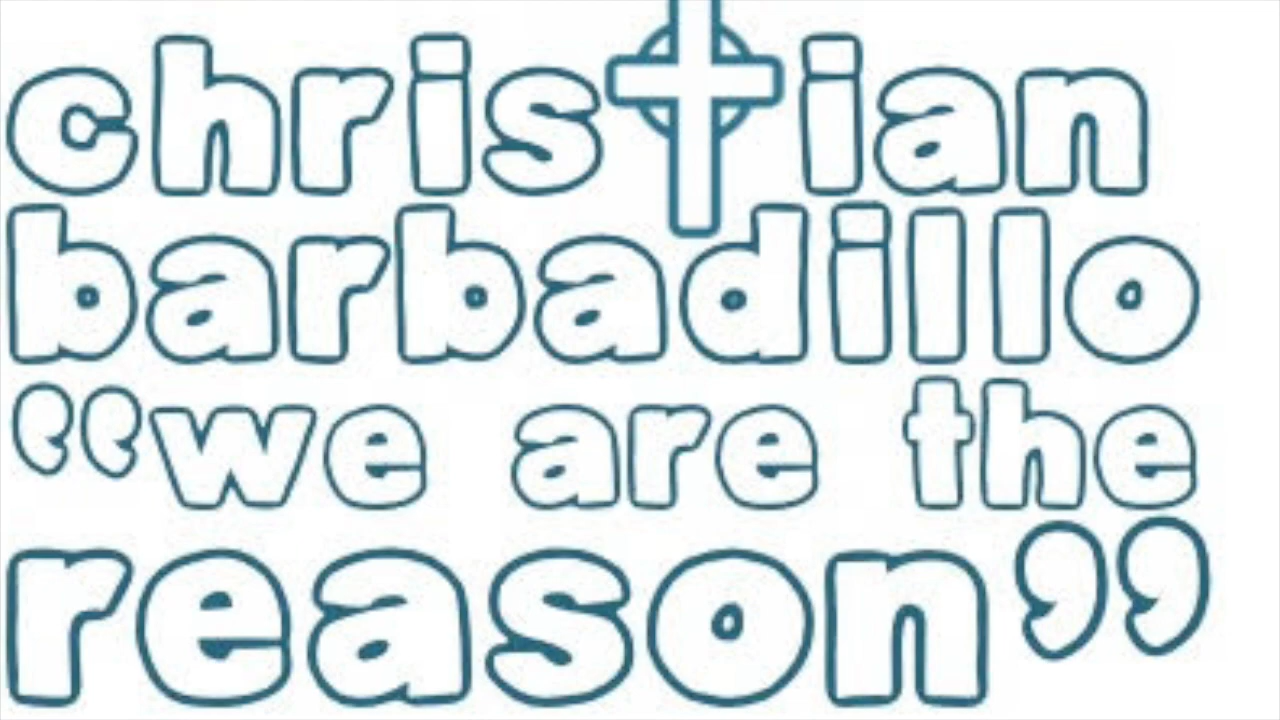 christian
barbadillo
“we are the
reason”